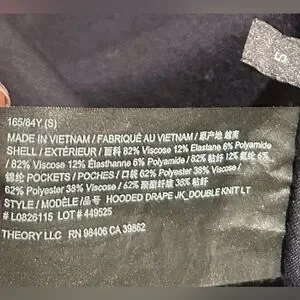 S
165/84Y (S)
MADE IN VIETNAM / FABRIQUÉ AU VIETNAM / 原产地 越南
SHELL / EXTÉRIEUR / 面料 82% Viscose 12% Elastane 6% Polyamide
/ 82% Viscose 12% Élasthanne 6% Polyamide / 82% 粘纤 12% 氨纶 6%
锦纶 POCKETS / POCHES / 口袋 62% Polyester 38% Viscose /
62% Polyester 38% Viscose / 62% 聚酯纤维 38% 粘纤
STYLE / MODÈLE / 品号 HOODED DRAPE JK_DOUBLE KNIT LT
# L0826115 LOT # 449525
THEORY LLC RN 98406 CA 39862